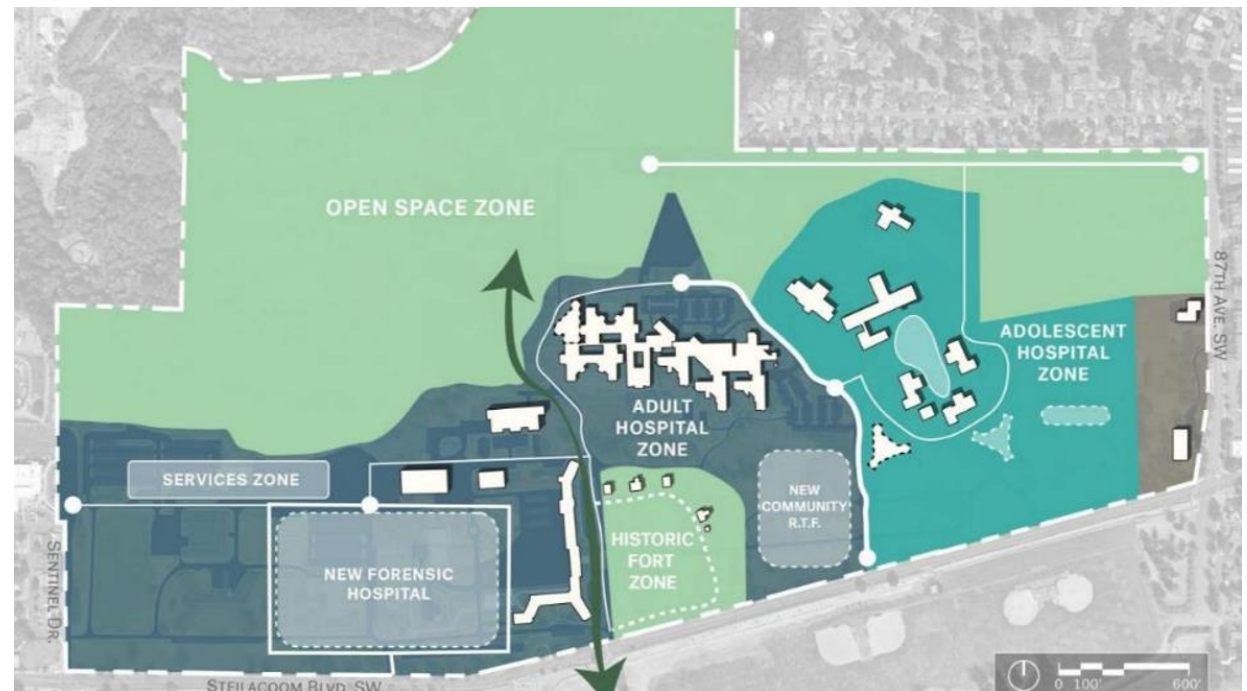 OPEN SPACE ZONE
87TH AVE. SW
ADOLESCENT
HOSPITAL
ZONE
ADULT
HOSPITAL
ZONE
SERVICES ZONE
NEW
COMMUNITY
R.T.F.
HISTORIC
FORT
ZONE
NEW FORENSIC
HOSPITAL
SENTINEL DR.
STEILACOOM BLVD. SW
0 100' 600'